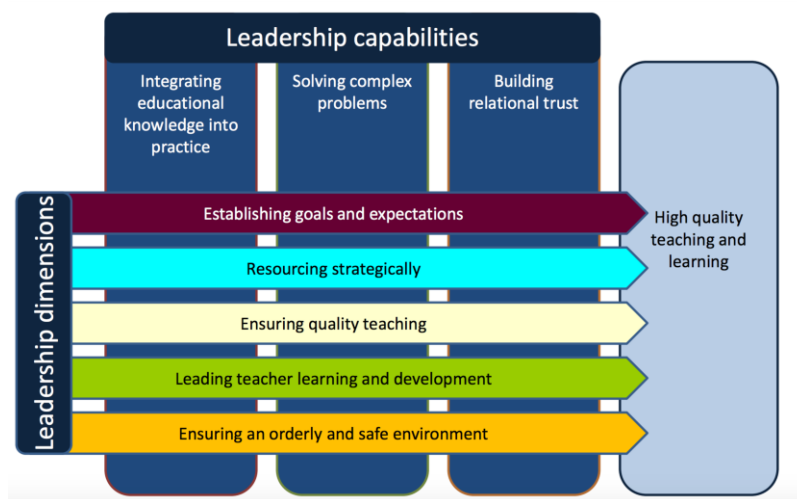 Leadership capabilities
Integrating
educational
knowledge into
practice
Solving complex
problems
Building
relational trust
Leadership dimensions
Establishing goals and expectations
Resourcing strategically
Ensuring quality teaching
Leading teacher learning and development
Ensuring an orderly and safe environment
High quality
teaching and
learning